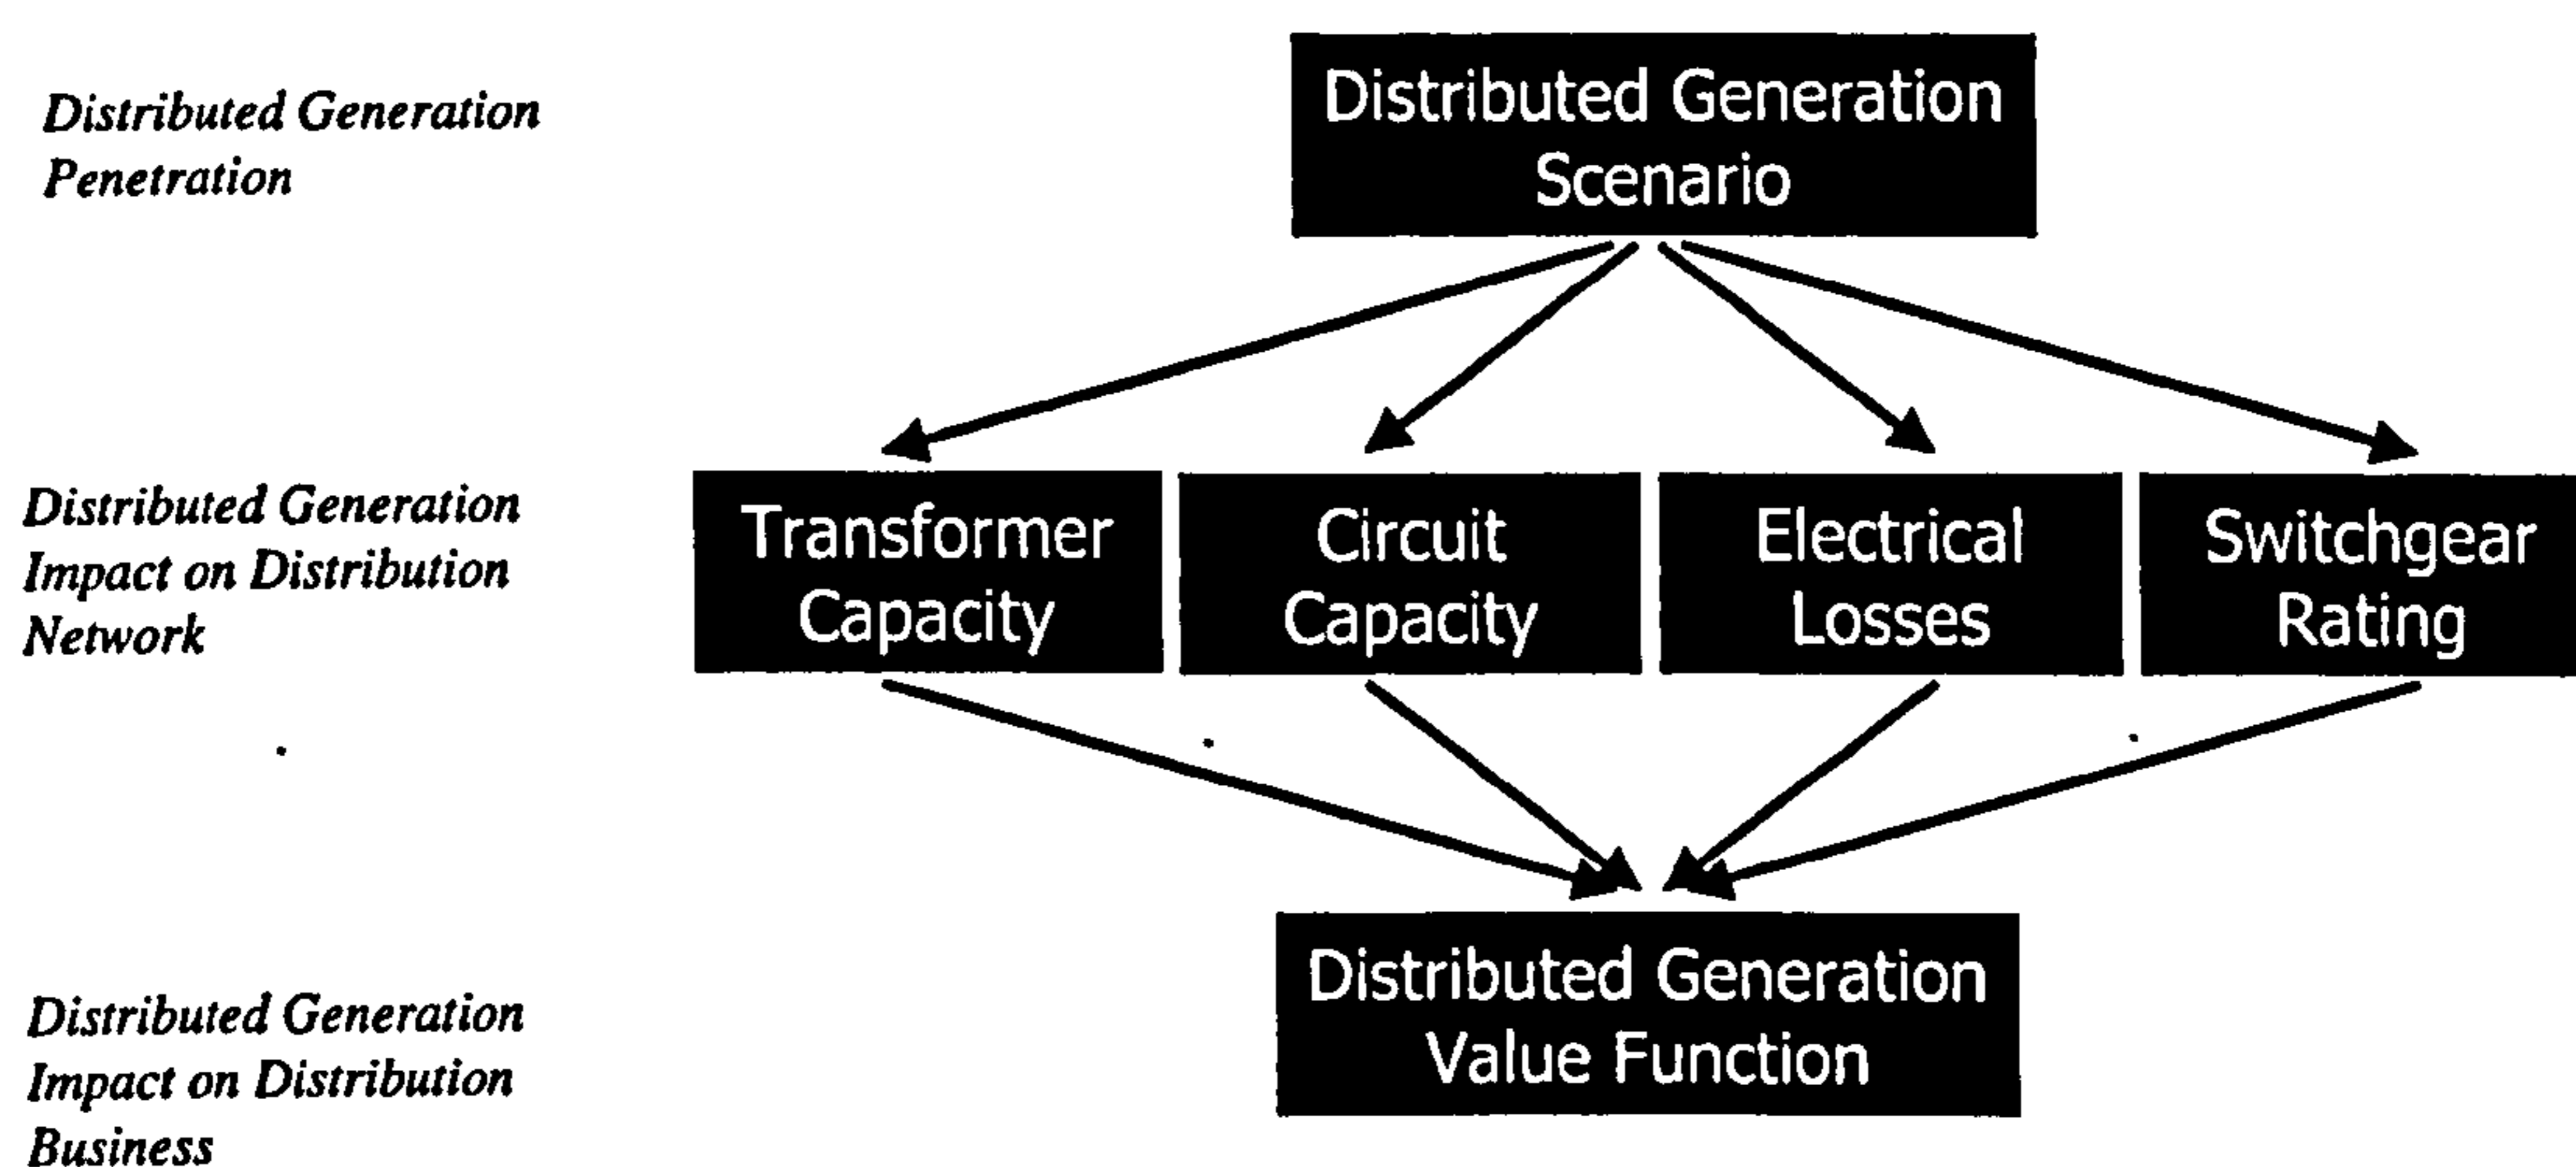 Distributed Generation
Penetration
Distributed Generation
Scenario
Distributed Generation
Impact on Distribution
Network
Transformer
Capacity
Circuit
Capacity
Electrical
Losses
Switchgear
Rating
Distributed Generation
Impact on Distribution
Business
Distributed Generation
Value Function